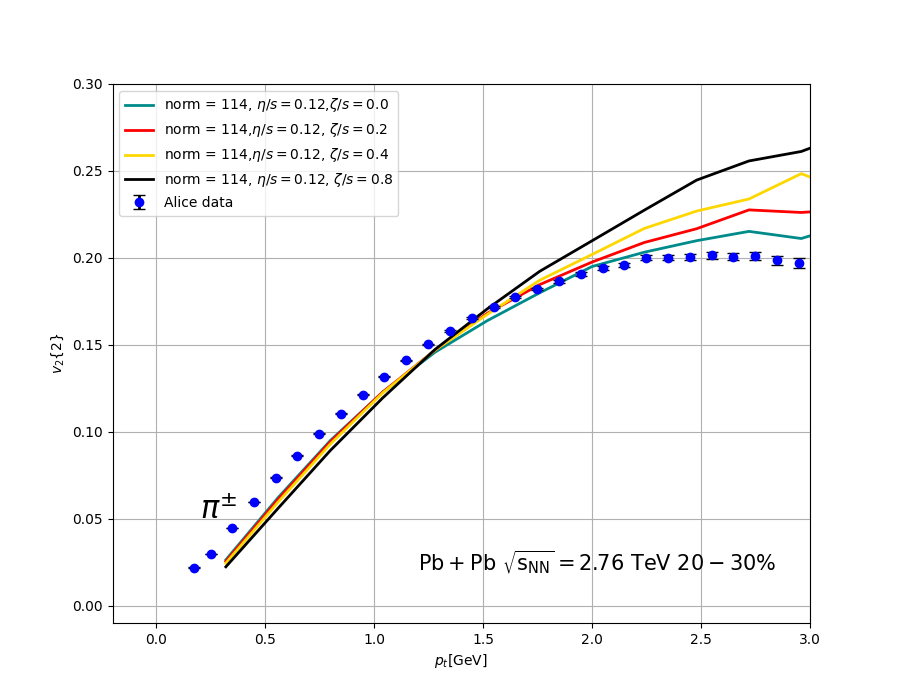 0.30
0.25
0.20
0.15
0.10
0.05
0.00
v₂{2}
norm = 114, η/s = 0.12,ζ/s = 0.0
norm = 114,η/s = 0.12, ζ/s = 0.2
norm = 114,η/s = 0.12, ζ/s = 0.4
norm = 114, η/s = 0.12, ζ/s = 0.8
Alice data
π±
Pb + Pb √sNN = 2.76 TeV 20 − 30%
0.0 0.5 1.0 1.5 2.0 2.5 3.0
pₜ[GeV]